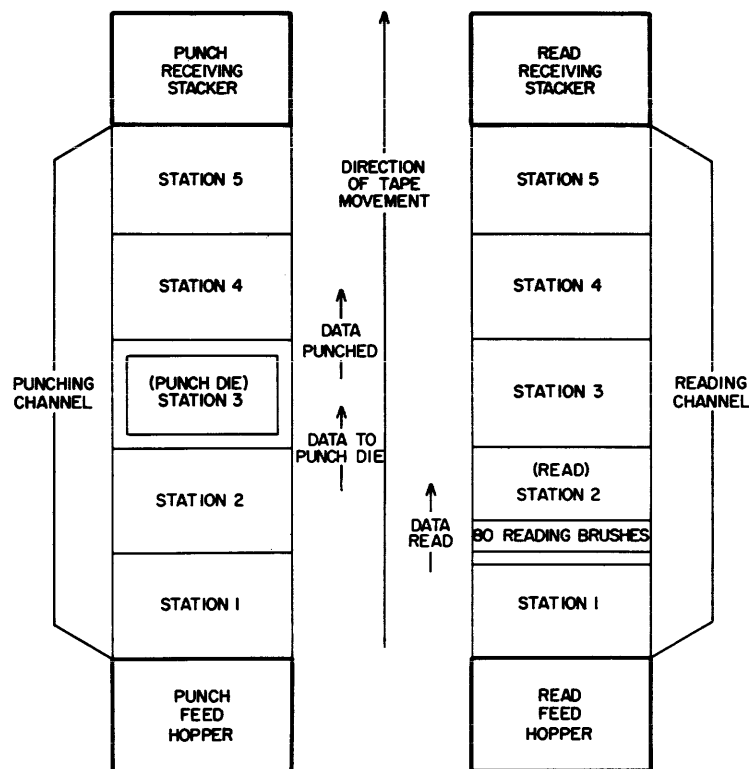 PUNCH
RECEIVING
STACKER
STATION 5
STATION 4
(PUNCH DIE)
STATION 3
STATION 2
STATION 1
PUNCH
FEED
HOPPER
PUNCHING
CHANNEL
DIRECTION
OF TAPE
MOVEMENT
DATA
PUNCHED
DATA TO
PUNCH DIE
DATA
READ
READ
RECEIVING
STACKER
STATION 5
STATION 4
STATION 3
(READ)
STATION 2
80 READING BRUSHES
STATION 1
READ
FEED
HOPPER
READING
CHANNEL